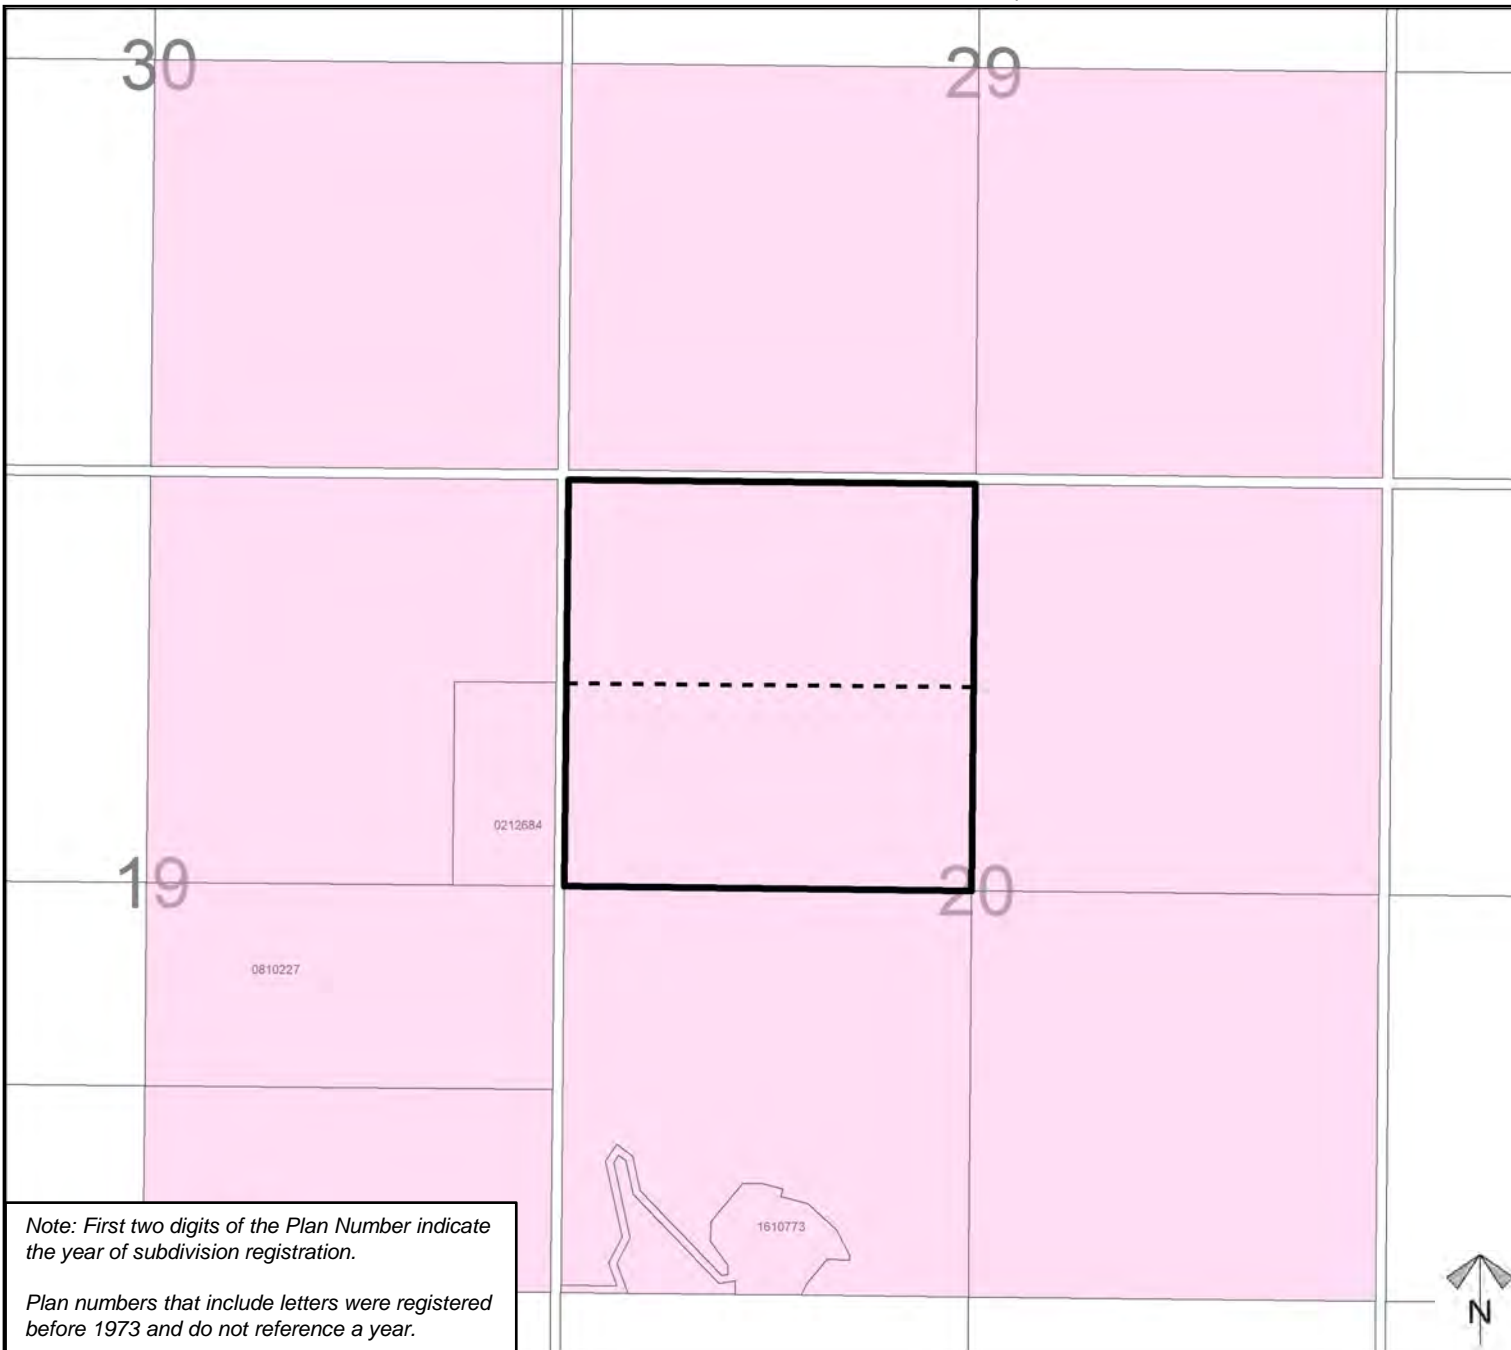 30
29
0212684
19
20
0810227
1610773
Note: First two digits of the Plan Number indicate
the year of subdivision registration.
Plan numbers that include letters were registered
before 1973 and do not reference a year.
N